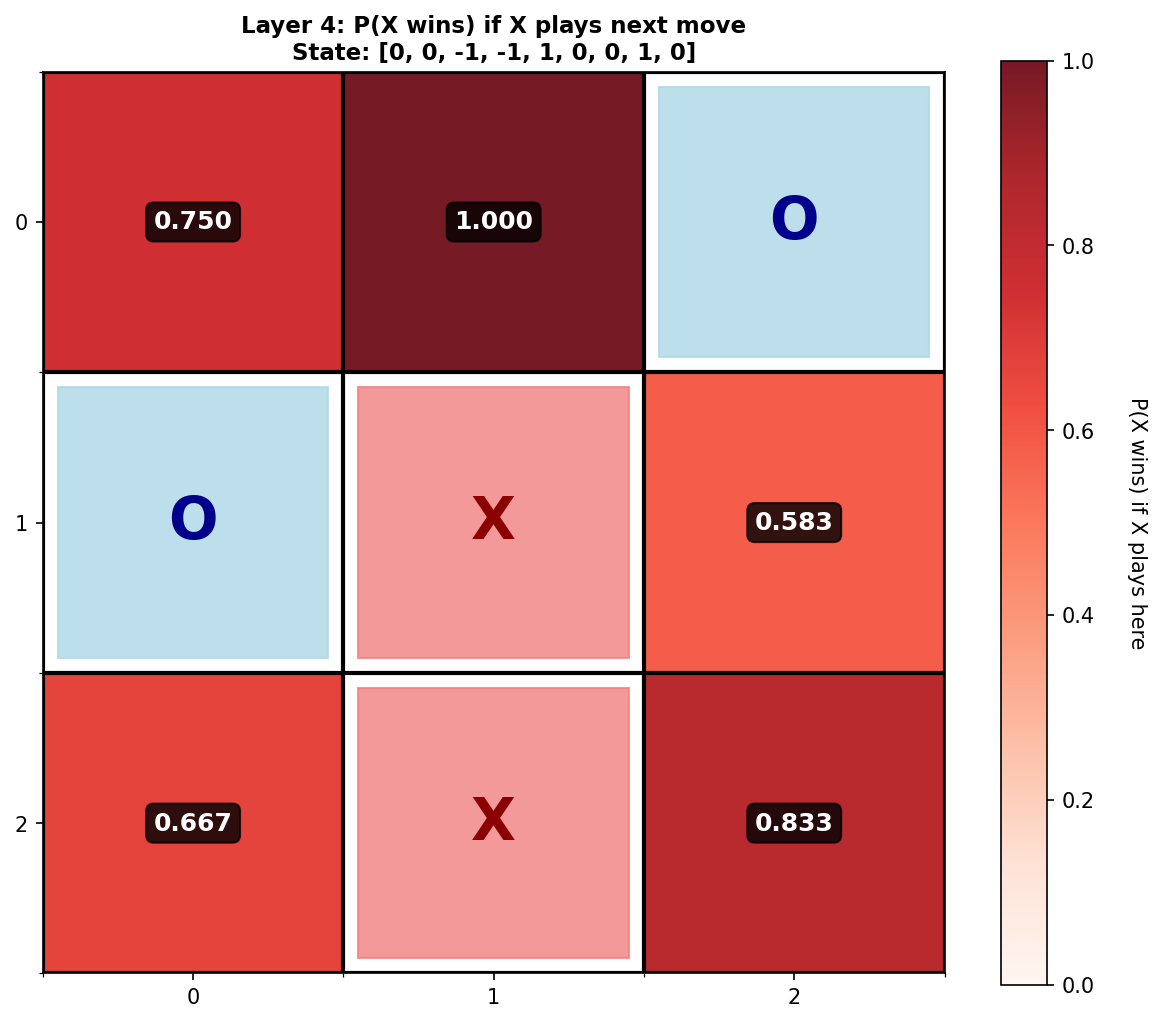 Layer 4: P(X wins) if X plays next move
State: [0, 0, -1, -1, 1, 0, 0, 1, 0]
0
0.750
1.000
O
1
O
X
0.583
2
0.667
X
0.833
0
1
2
1.0
0.8
0.6
0.4
0.2
0.0
P(X wins) if X plays here